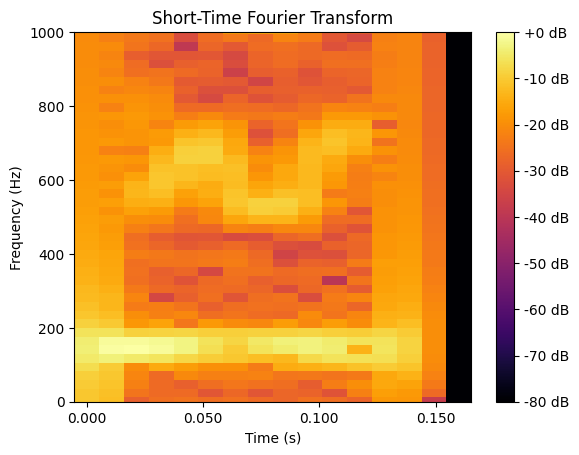 Short-Time Fourier Transform
Frequency (Hz)
1000
800
600
400
200
0
0.000
0.050
0.100
0.150
Time (s)
+0 dB
-10 dB
-20 dB
-30 dB
-40 dB
-50 dB
-60 dB
-70 dB
-80 dB